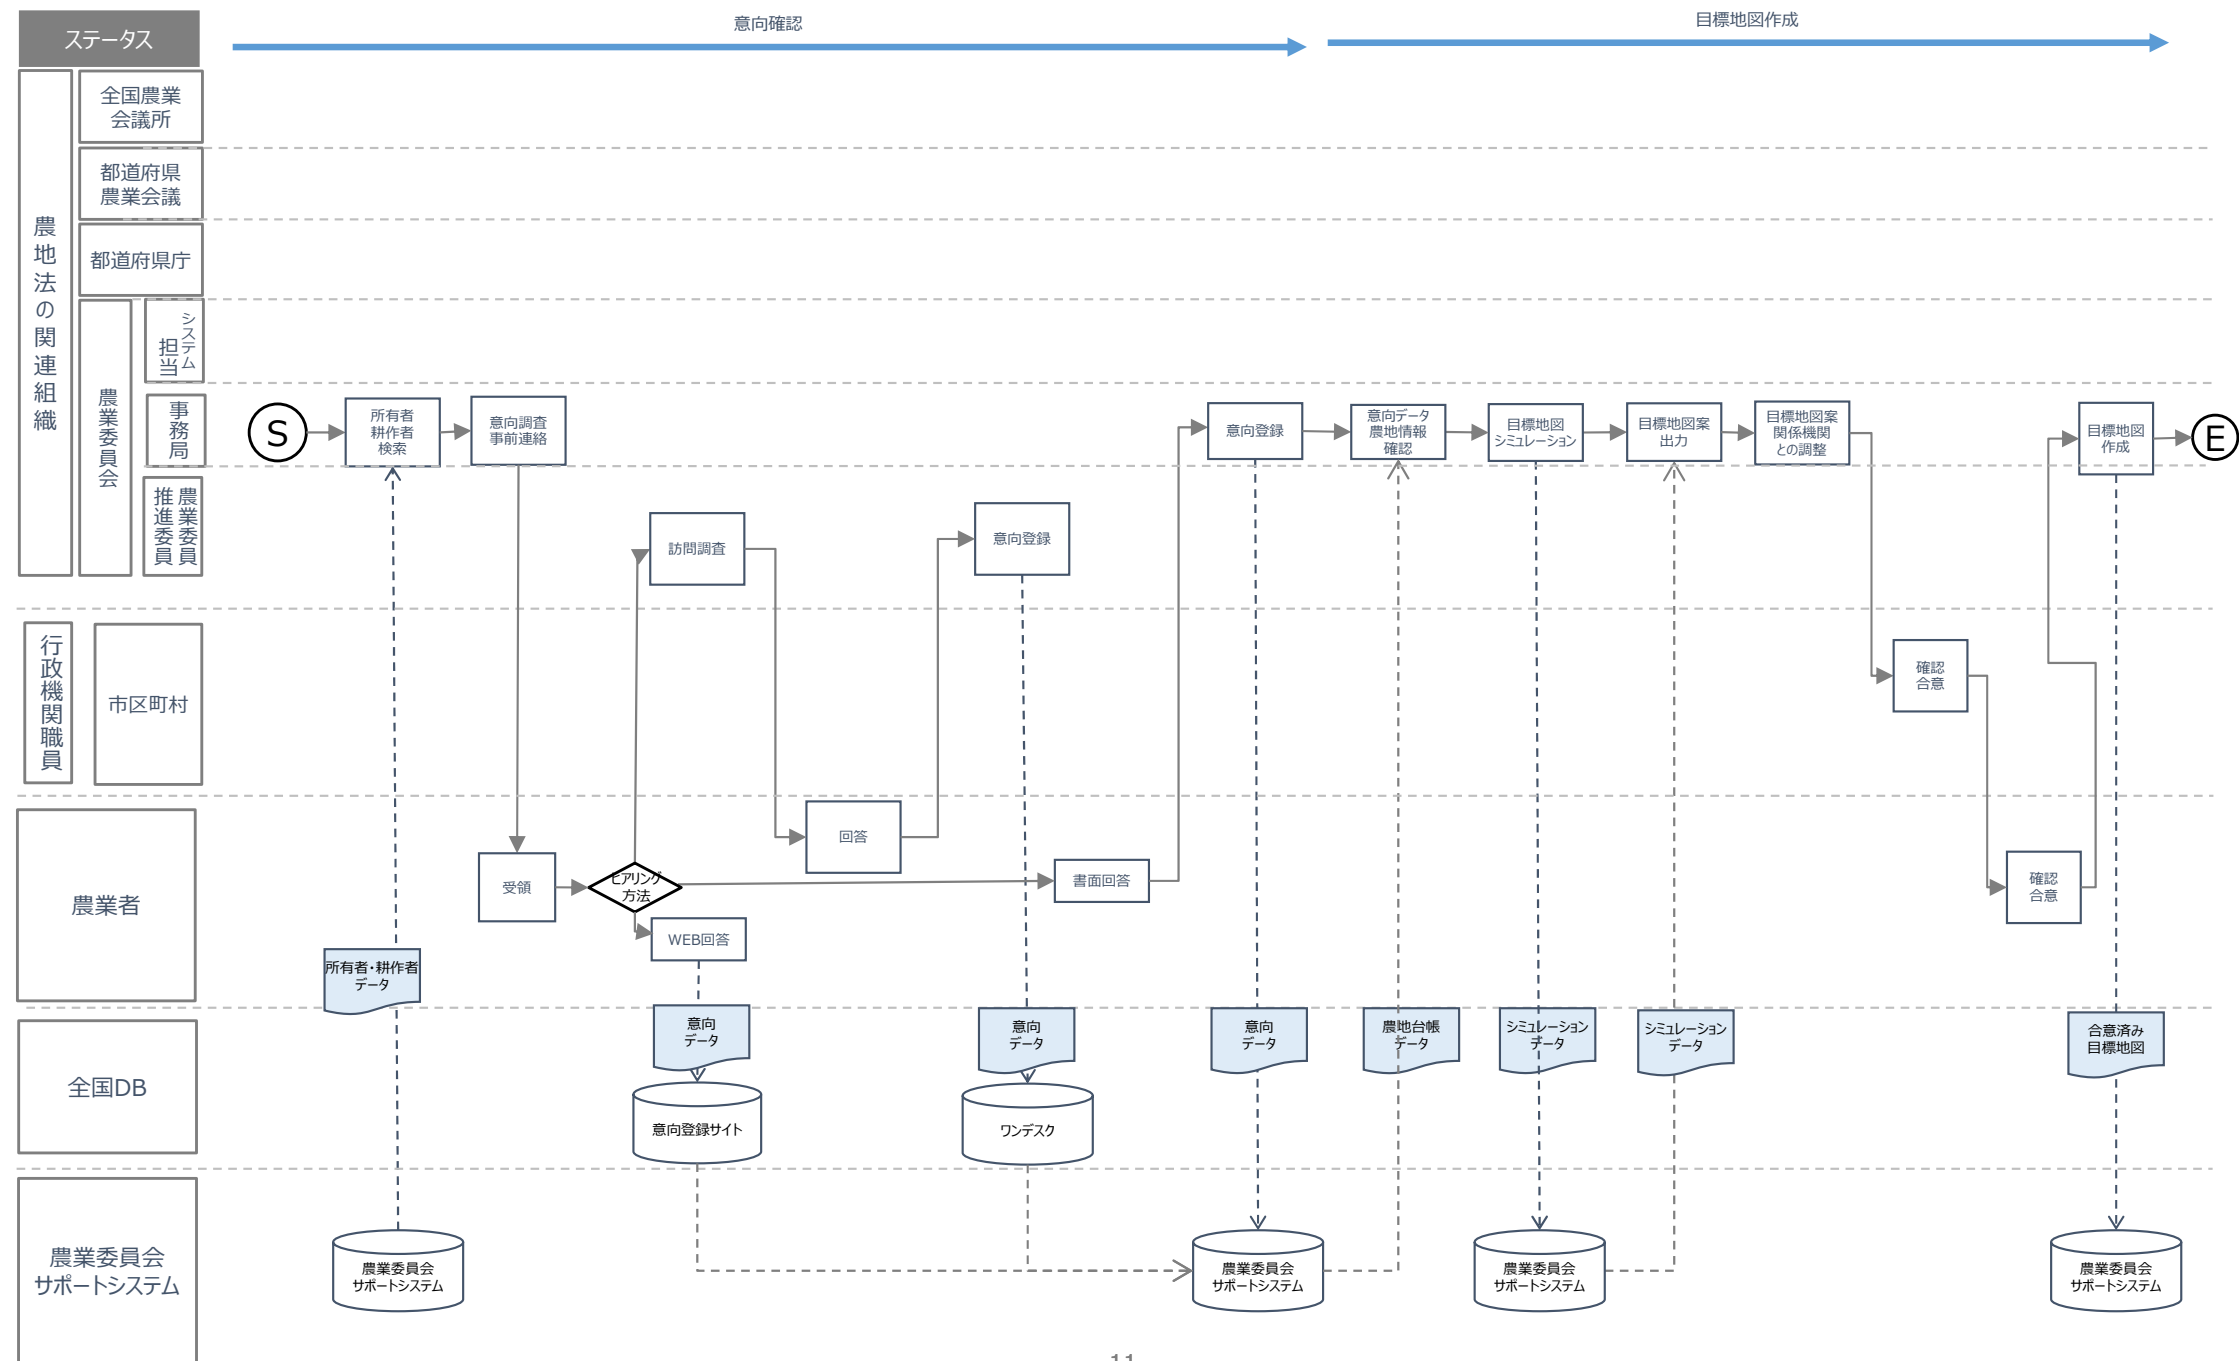 ステータス
意向確認
目標地図作成
農地法の関連組織
全国農業
会議所
都道府県
農業会議
都道府県庁
農業委員会
システム
担当
事務局
農業委員
推進委員
S
所有者
耕作者
検索
意向調査
事前連絡
意向登録
意向データ
農地情報
確認
目標地図
シミュレーション
目標地図案
出力
目標地図案
関係機関
との調整
目標地図
作成
E
訪問調査
意向登録
行政機関職員
市区町村
確認
合意
農業者
受領
ヒアリング
方法
回答
書面回答
WEB回答
確認
合意
所有者・耕作者
データ
全国DB
意向
データ
意向
データ
意向
データ
農地台帳
データ
シミュレーション
データ
シミュレーション
データ
合意済み
目標地図
意向登録サイト
ワンデスク
農業委員会
サポートシステム
農業委員会
サポートシステム
農業委員会
サポートシステム
農業委員会
サポートシステム
農業委員会
サポートシステム
11